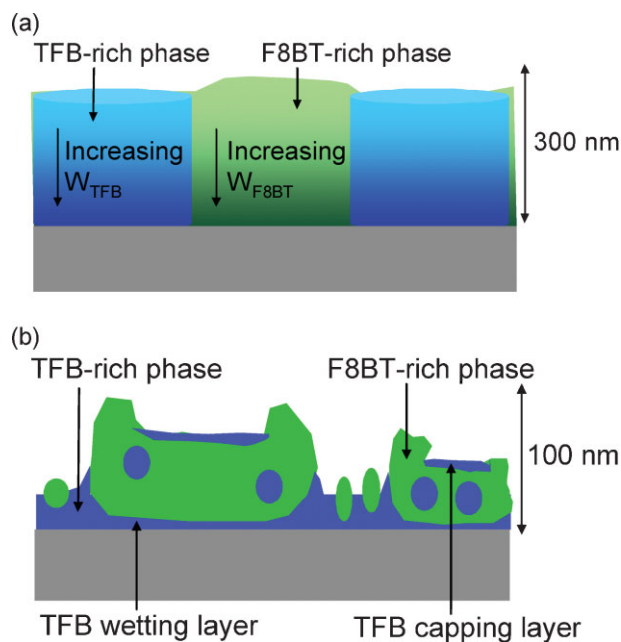 (a)
TFB-rich phase
F8BT-rich phase
Increasing
W_TFB
Increasing
W_F8BT
300 nm
(b)
TFB-rich phase
F8BT-rich phase
100 nm
TFB wetting layer
TFB capping layer